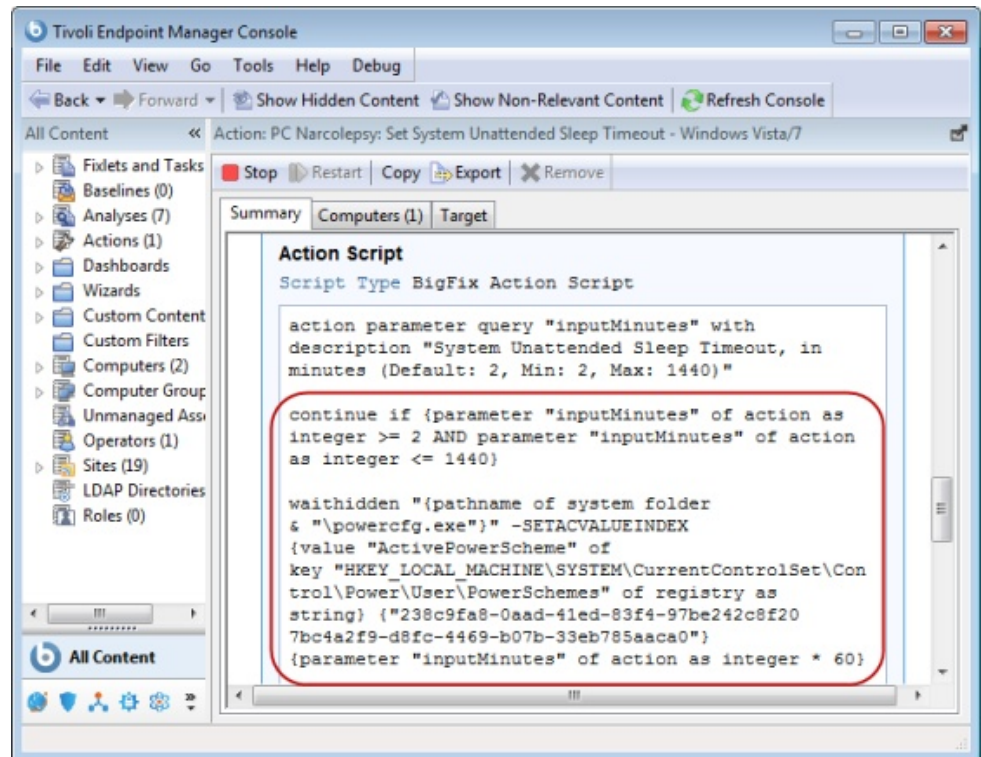 Tivoli Endpoint Manager Console
File Edit View Go Tools Help Debug
Back Forward Show Hidden Content Show Non-Relevant Content Refresh Console
All Content « Action: PC Narcolepsy: Set System Unattended Sleep Timeout - Windows Vista/7
Fixlets and Tasks
Baselines (0)
Analyses (7)
Actions (1)
Dashboards
Wizards
Custom Content
Custom Filters
Computers (2)
Computer Group
Unmanaged Asse
Operators (1)
Sites (19)
LDAP Directories
Roles (0)
All Content
Stop Restart Copy Export Remove
Summary Computers (1) Target
Action Script
Script Type BigFix Action Script
action parameter query "inputMinutes" with
description "System Unattended Sleep Timeout, in
minutes (Default: 2, Min: 2, Max: 1440)"
continue if {parameter "inputMinutes" of action as
integer >= 2 AND parameter "inputMinutes" of action
as integer <= 1440}
waithidden "{pathname of system folder
& "\powercfg.exe"}" -SETACVALUEINDEX
{value "ActivePowerScheme" of
key "HKEY_LOCAL_MACHINE\SYSTEM\CurrentControlSet\Con
trol\Power\User\PowerSchemes" of registry as
string} {"238c9fa8-0aad-41ed-83f4-97be242c8f20
7bc4a2f9-d8fc-4469-b07b-33eb785aaca0"}
{parameter "inputMinutes" of action as integer * 60}